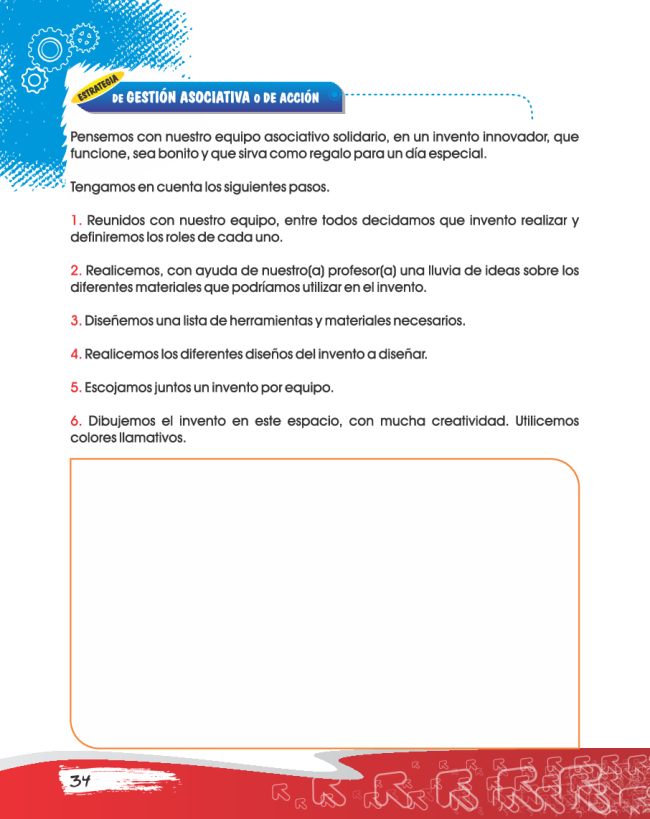 ESTRATEGIA
DE GESTIÓN ASOCIATIVA O DE ACCIÓN
Pensemos con nuestro equipo asociativo solidario, en un invento innovador, que
funcione, sea bonito y que sirva como regalo para un día especial.
Tengamos en cuenta los siguientes pasos.
1. Reunidos con nuestro equipo, entre todos decidamos que invento realizar y
definiremos los roles de cada uno.
2. Realicemos, con ayuda de nuestro(a) profesor(a) una lluvia de ideas sobre los
diferentes materiales que podríamos utilizar en el invento.
3. Diseñemos una lista de herramientas y materiales necesarios.
4. Realicemos los diferentes diseños del invento a diseñar.
5. Escojamos juntos un invento por equipo.
6. Dibujemos el invento en este espacio, con mucha creatividad. Utilicemos
colores llamativos.
34